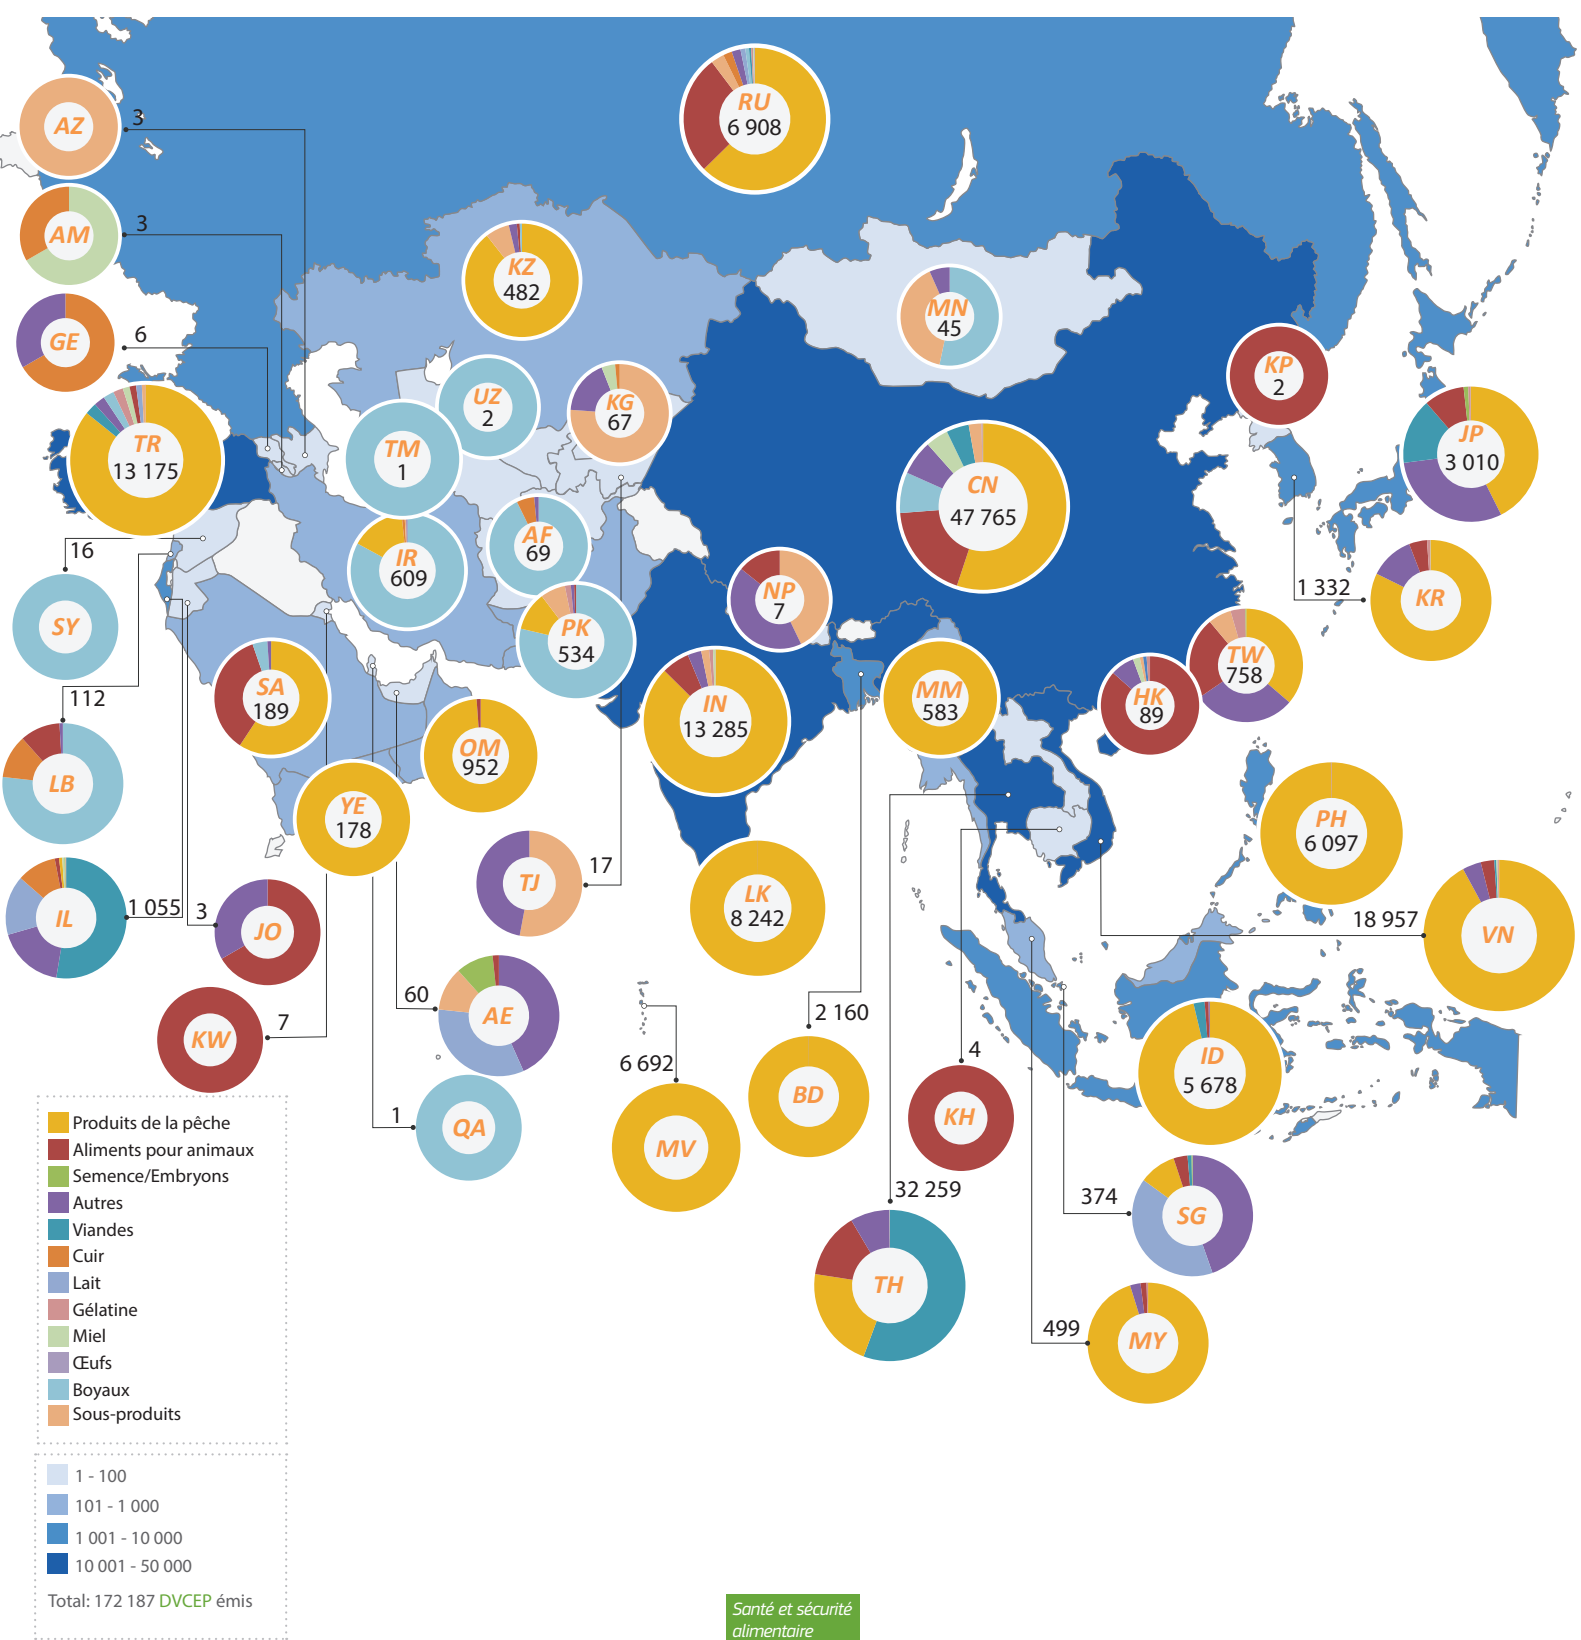 RU
6 908
AZ
3
AM
3
GE
6
KZ
482
MN
45
UZ
2
KG
67
KP
2
TR
13 175
TM
1
JP
3 010
CN
47 765
AF
69
IR
609
16
SY
NP
7
1 332
KR
PK
534
TW
758
SA
189
112
LB
IN
13 285
MM
583
HK
89
OM
952
YE
178
PH
6 097
TJ
17
LK
8 242
IL
1 055
3
JO
18 957
VN
60
AE
2 160
BD
KW
7
6 692
MV
4
KH
ID
5 678
1
QA
32 259
TH
374
SG
499
MY
Produits de la pêche
Aliments pour animaux
Semence/Embryons
Autres
Viandes
Cuir
Lait
Gélatine
Miel
Œufs
Boyaux
Sous-produits
1 - 100
101 - 1 000
1 001 - 10 000
10 001 - 50 000
Total: 172 187 DVCEP émis
Santé et sécurité
alimentaire